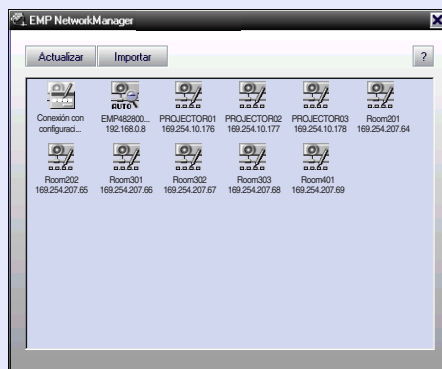 EMP NetworkManager
Actualizar
Importar
?
Conexión con
configuraci...
AUTO
EMP482800...
192.168.0.8
PROJECTOR01
169.254.10.176
PROJECTOR02
169.254.10.177
PROJECTOR03
169.254.10.178
Room201
169.254.207.64
Room202
169.254.207.65
Room301
169.254.207.66
Room302
169.254.207.67
Room303
169.254.207.68
Room401
169.254.207.69